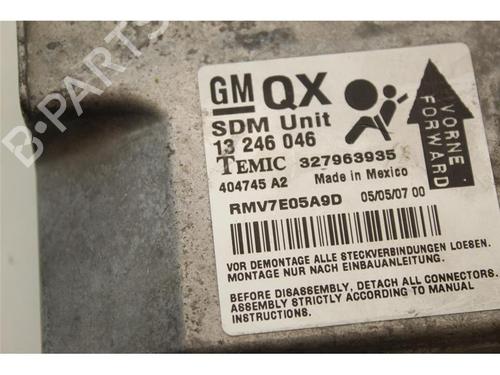 GM QX
SDM Unit
13 246 046
TEMIC 327963935
404745 A2 Made in Mexico
RMV7E05A9D 05/05/07 00
VORNE
FORWARD
VOR DEMONTAGE ALLE STECKVERBINDUNGEN LOESEN.
MONTAGE NUR NACH EINBAUANLEITUNG.
BEFORE DISASSEMBLY, DETACH ALL CONNECTORS.
ASSEMBLY STRICTLY ACCORDING TO MANUAL
INSTRUCTIONS.